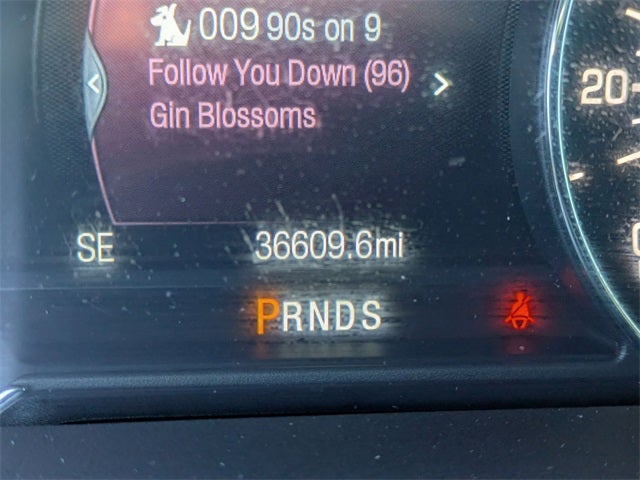 009 90s on 9
Follow You Down (96)
Gin Blossoms
20
SE
36609.6mi
PRNDS